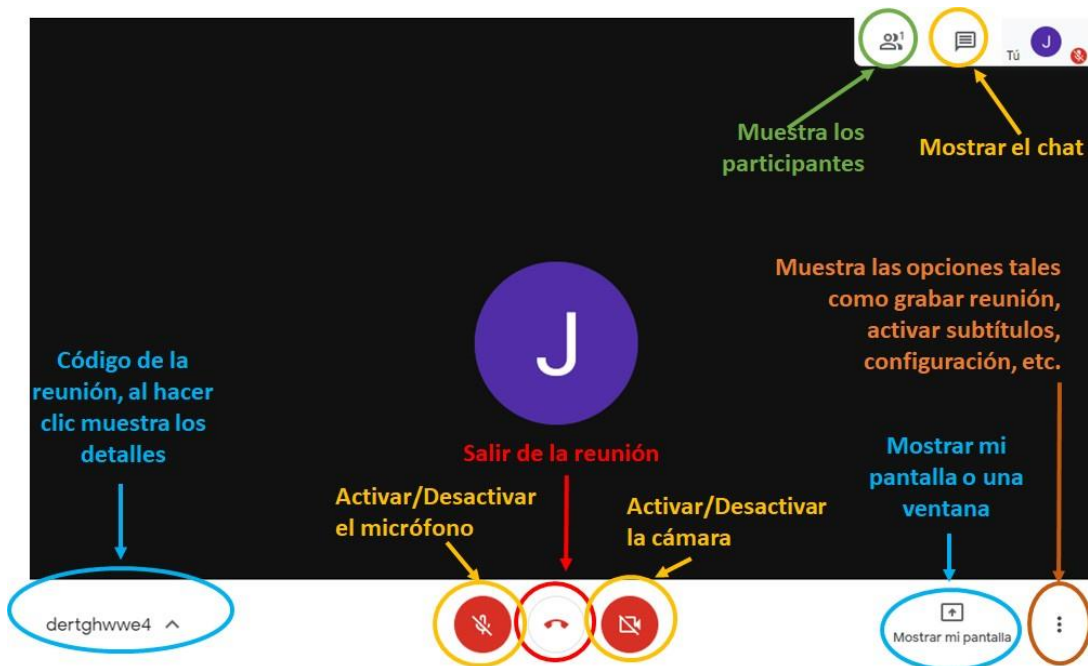 1
Tú
J
Muestra los
participantes
Mostrar el chat
Muestra las opciones tales
como grabar reunión,
activar subtítulos,
configuración, etc.
J
Código de la
reunión, al hacer
clic muestra los
detalles
Salir de la reunión
Activar/Desactivar
el micrófono
Activar/Desactivar
la cámara
Mostrar mi
pantalla o una
ventana
dertghwwe4
Mostrar mi pantalla